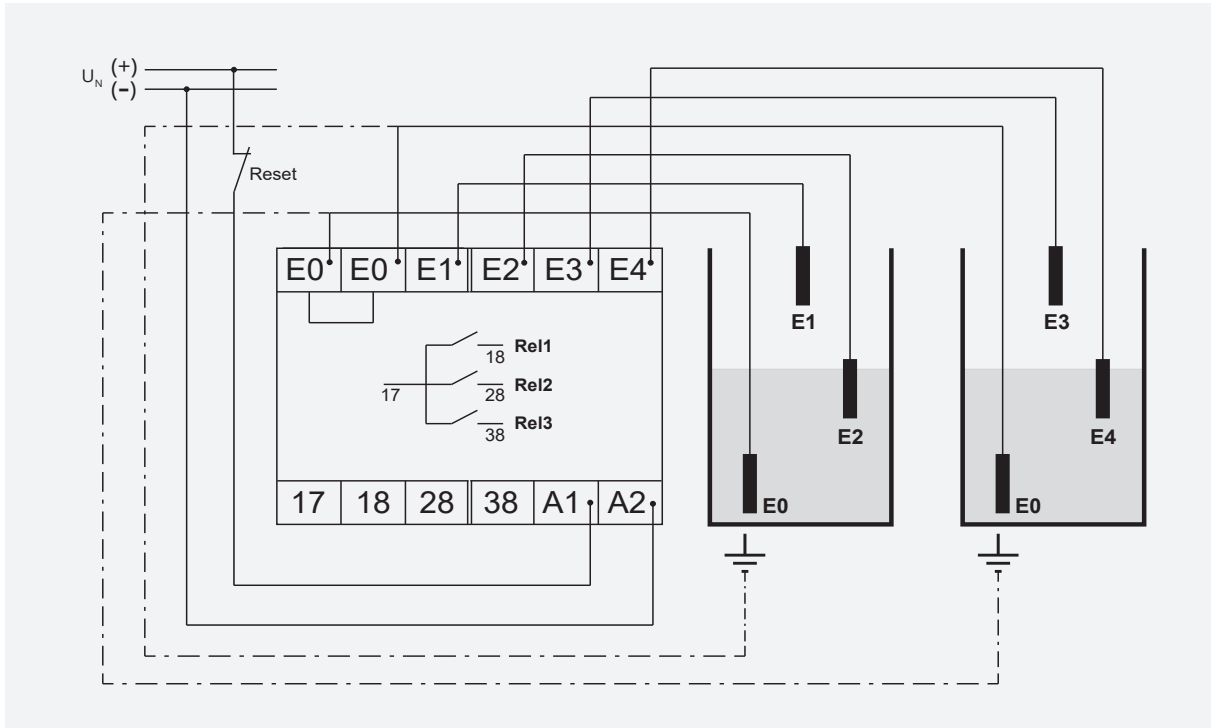 U_N (+)
(-)
Reset
E0 E0 E1 E2 E3 E4
17
18 Rel1
28 Rel2
38 Rel3
17 18 28 38 A1 A2
E1
E2
E0
E3
E4
E0